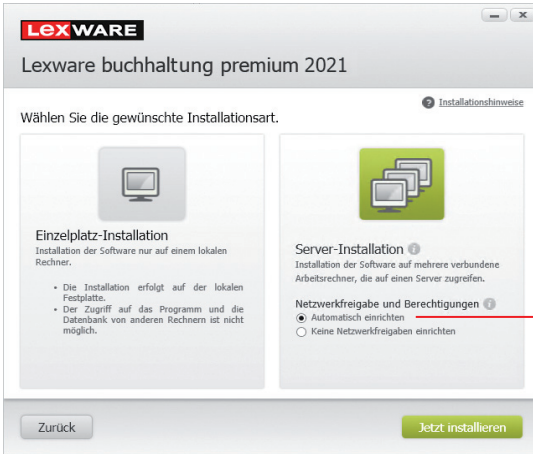 LEXWARE
Lexware buchhaltung premium 2021
Installationshinweise
Wählen Sie die gewünschte Installationsart.
Einzelplatz-Installation
Installation der Software nur auf einem lokalen
Rechner.
• Die Installation erfolgt auf der lokalen
Festplatte.
• Der Zugriff auf das Programm und die
Datenbank von anderen Rechnern ist nicht
möglich.
Server-Installation
Installation der Software auf mehrere verbundene
Arbeitsrechner, die auf einen Server zugreifen.
Netzwerkfreigabe und Berechtigungen
Automatisch einrichten
Keine Netzwerkfreigaben einrichten
Zurück
Jetzt installieren